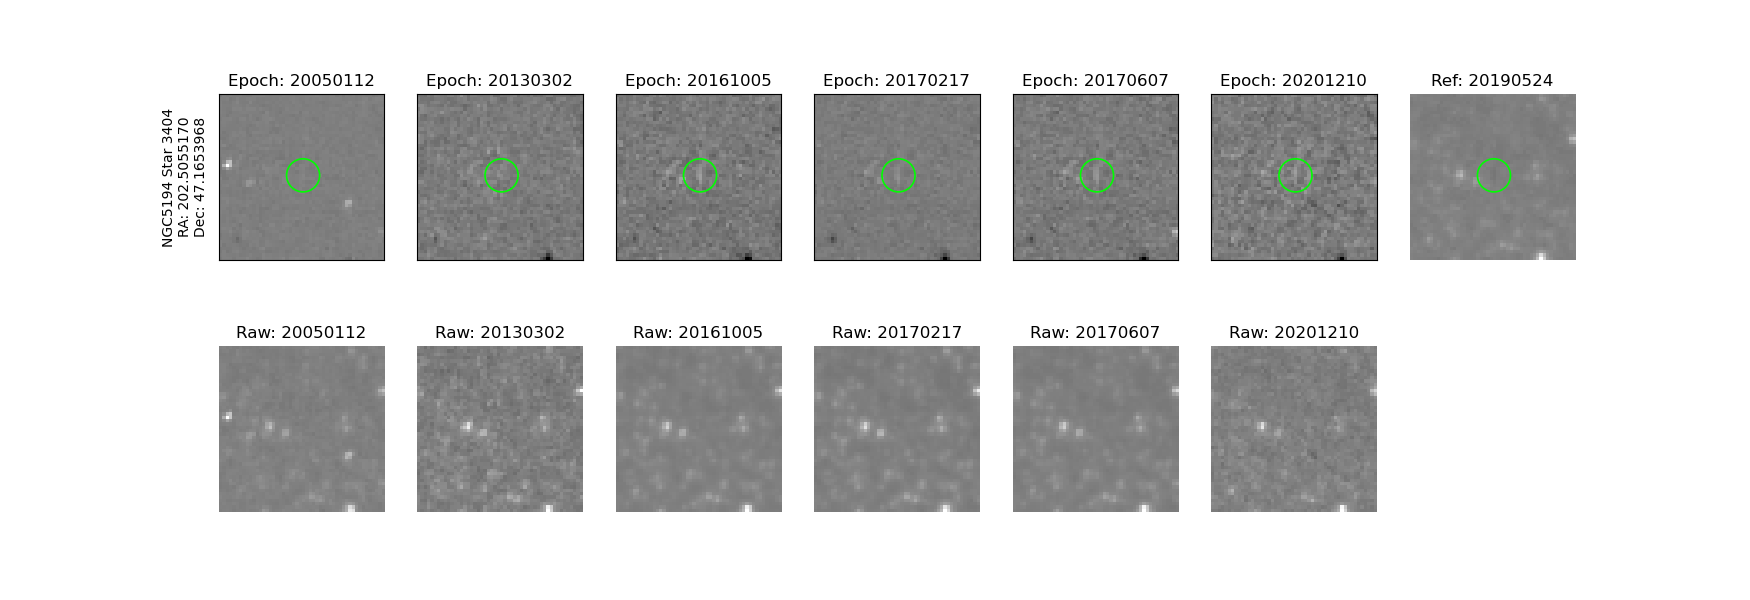 Epoch: 20050112
Epoch: 20130302
Epoch: 20161005
Epoch: 20170217
Epoch: 20170607
Epoch: 20201210
Ref: 20190524
NGC5194 Star 3404
RA: 202.5055170
Dec: 47.1653968
Raw: 20050112
Raw: 20130302
Raw: 20161005
Raw: 20170217
Raw: 20170607
Raw: 20201210